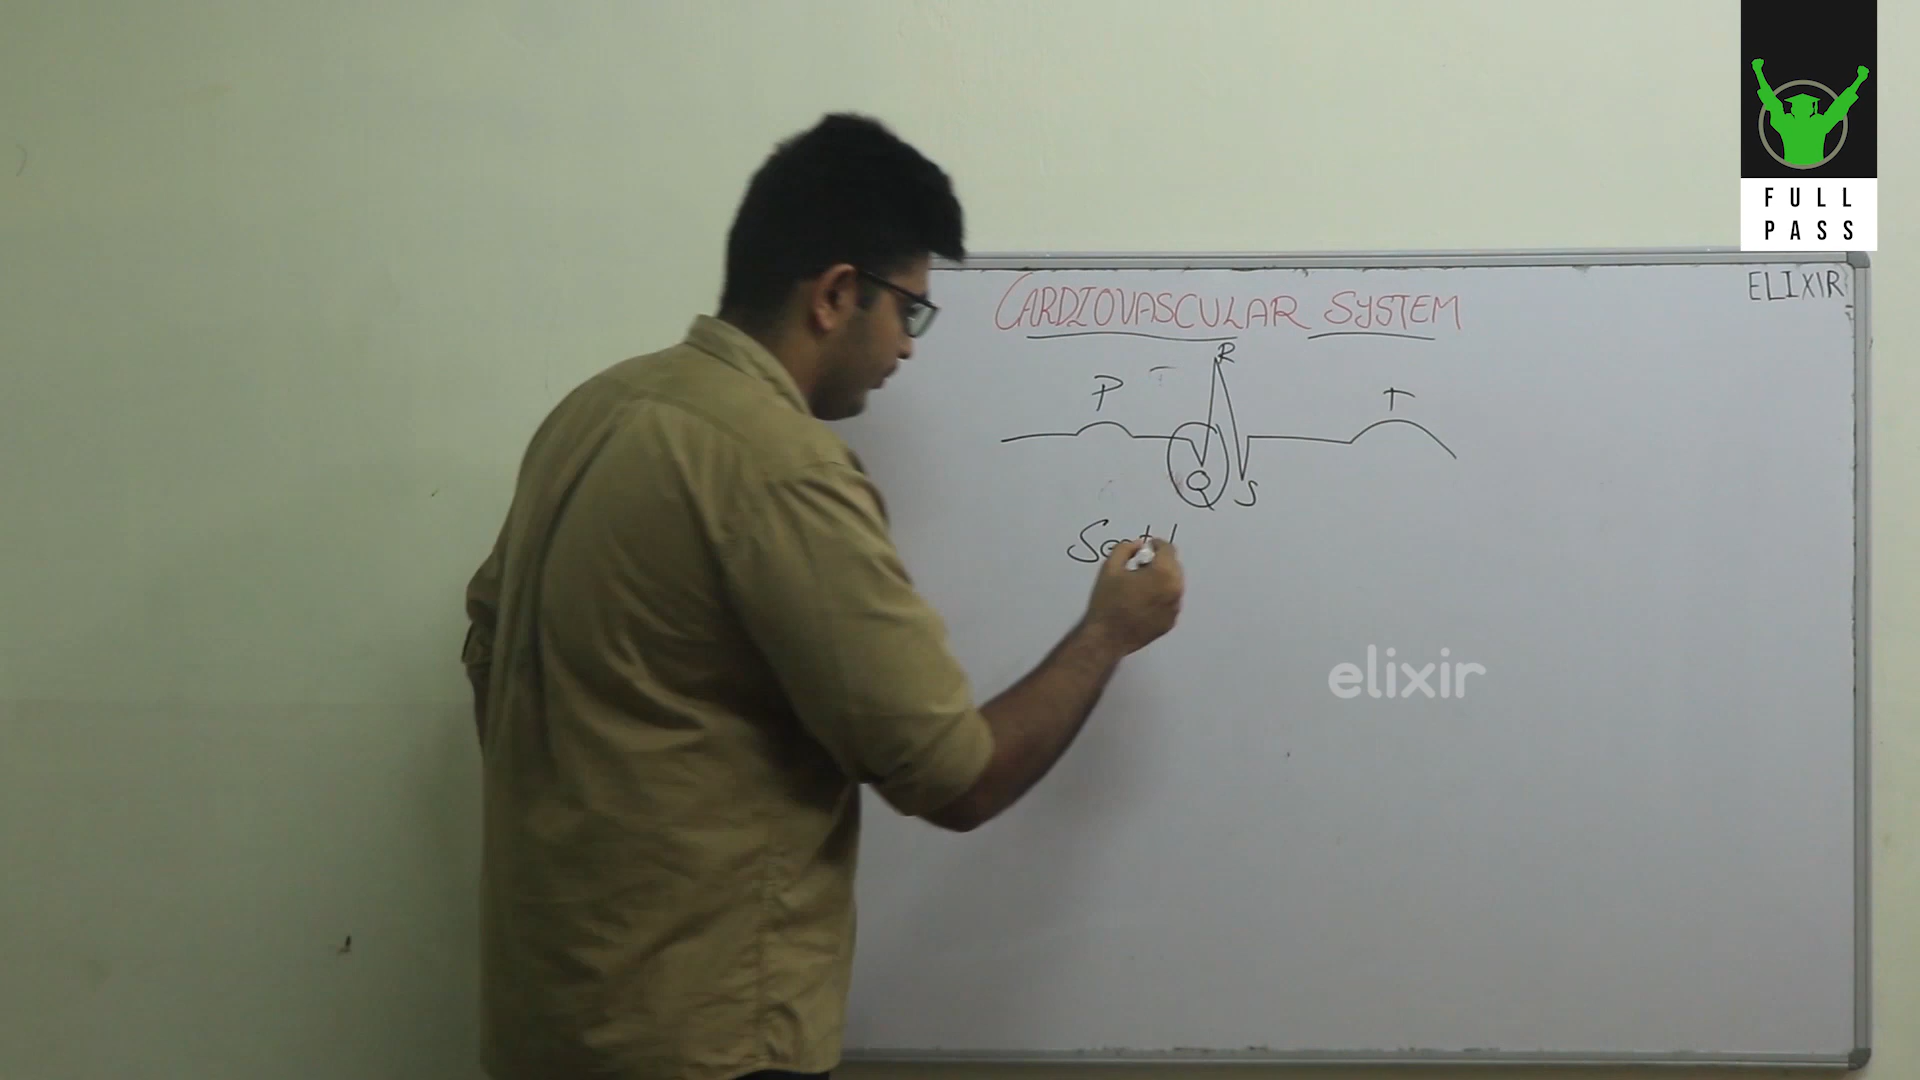 FULL
PASS
ELIXIR
CARDIOVASCULAR SYSTEM
R
P
T
Q
S
elixir